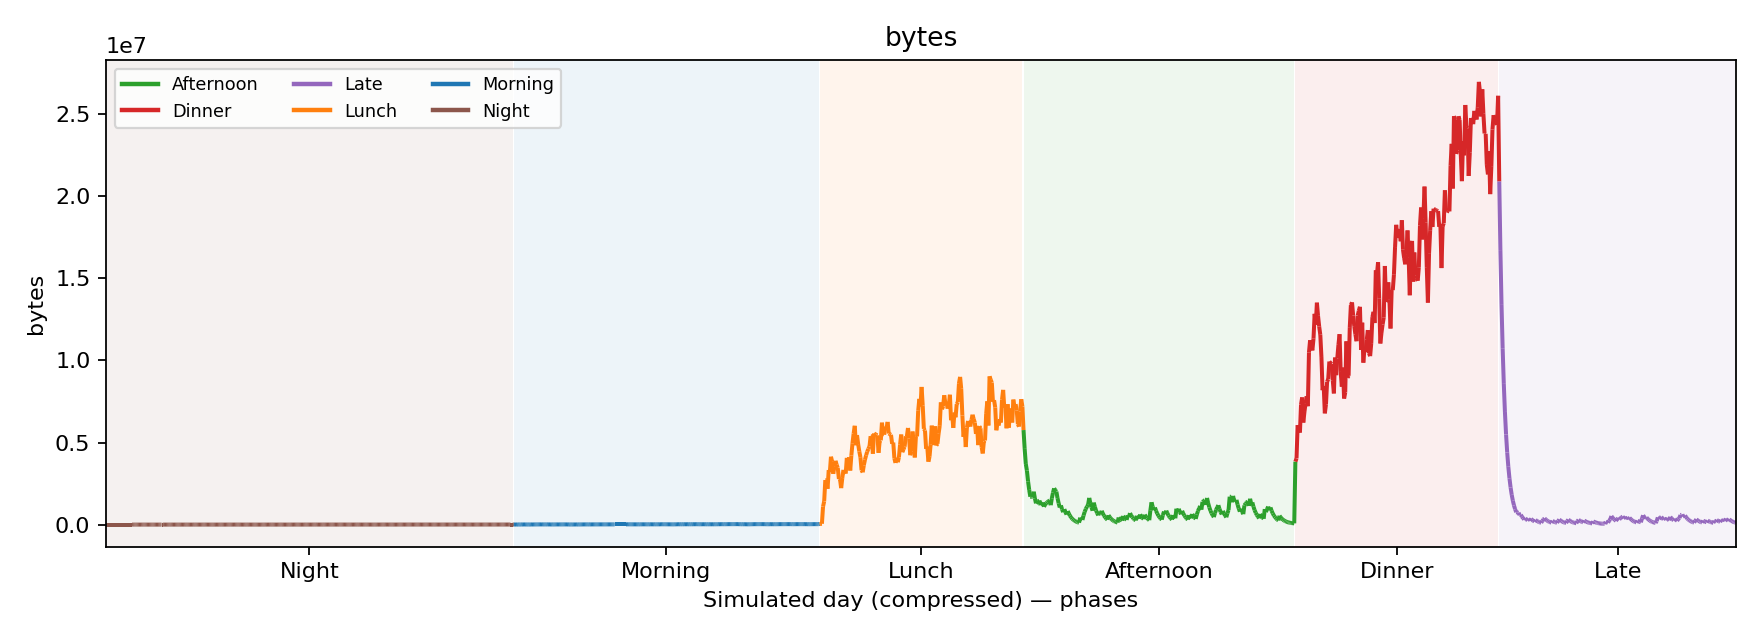 bytes
1e7
Afternoon Late Morning
Dinner Lunch Night
2.5
2.0
1.5
1.0
0.5
0.0
bytes
Night Morning Lunch Afternoon Dinner Late
Simulated day (compressed) — phases